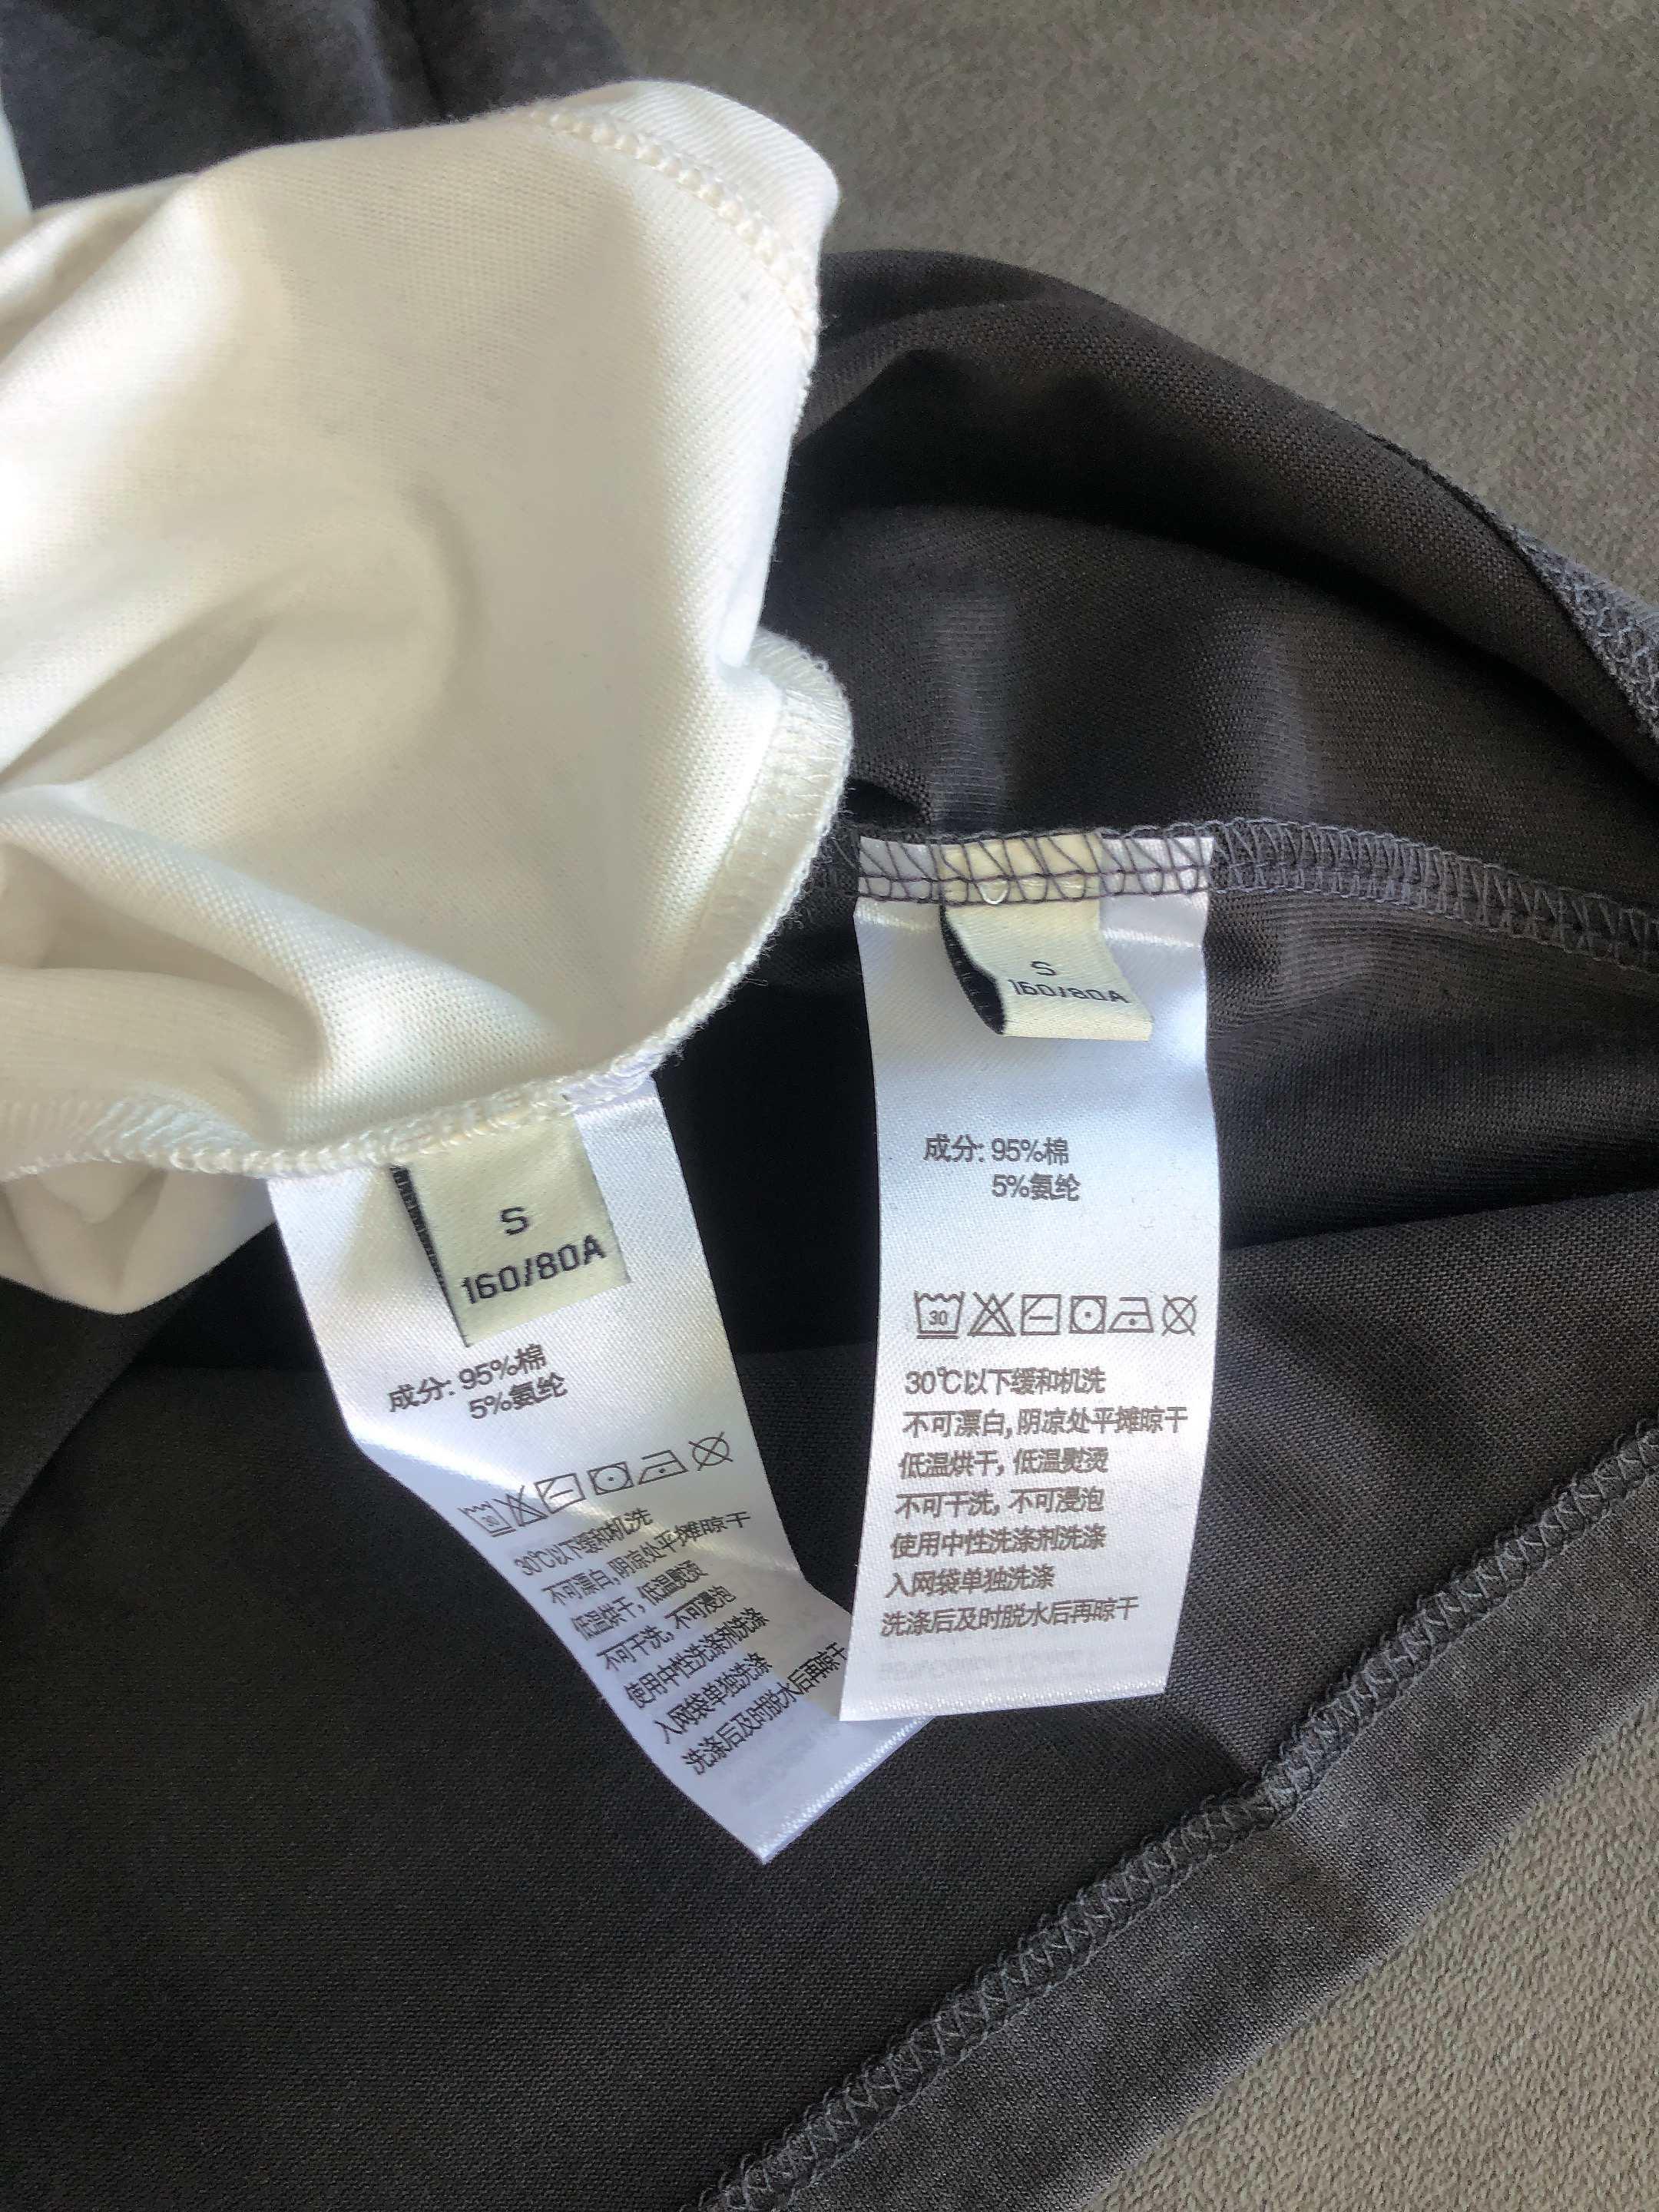 S
160/80A
成分: 95%棉
5%氨纶
30
30℃以下缓和机洗
不可漂白, 阴凉处平摊晾干
低温烘干, 低温熨烫
不可干洗, 不可浸泡
使用中性洗涤剂洗涤
入网袋单独洗涤
洗涤后及时脱水后再晾干
S
160/80A
成分: 95%棉
5%氨纶
30
30℃以下缓和机洗
不可漂白, 阴凉处平摊晾干
低温烘干, 低温熨烫
不可干洗, 不可浸泡
使用中性洗涤剂洗涤
入网袋单独洗涤
洗涤后及时脱水后再晾干